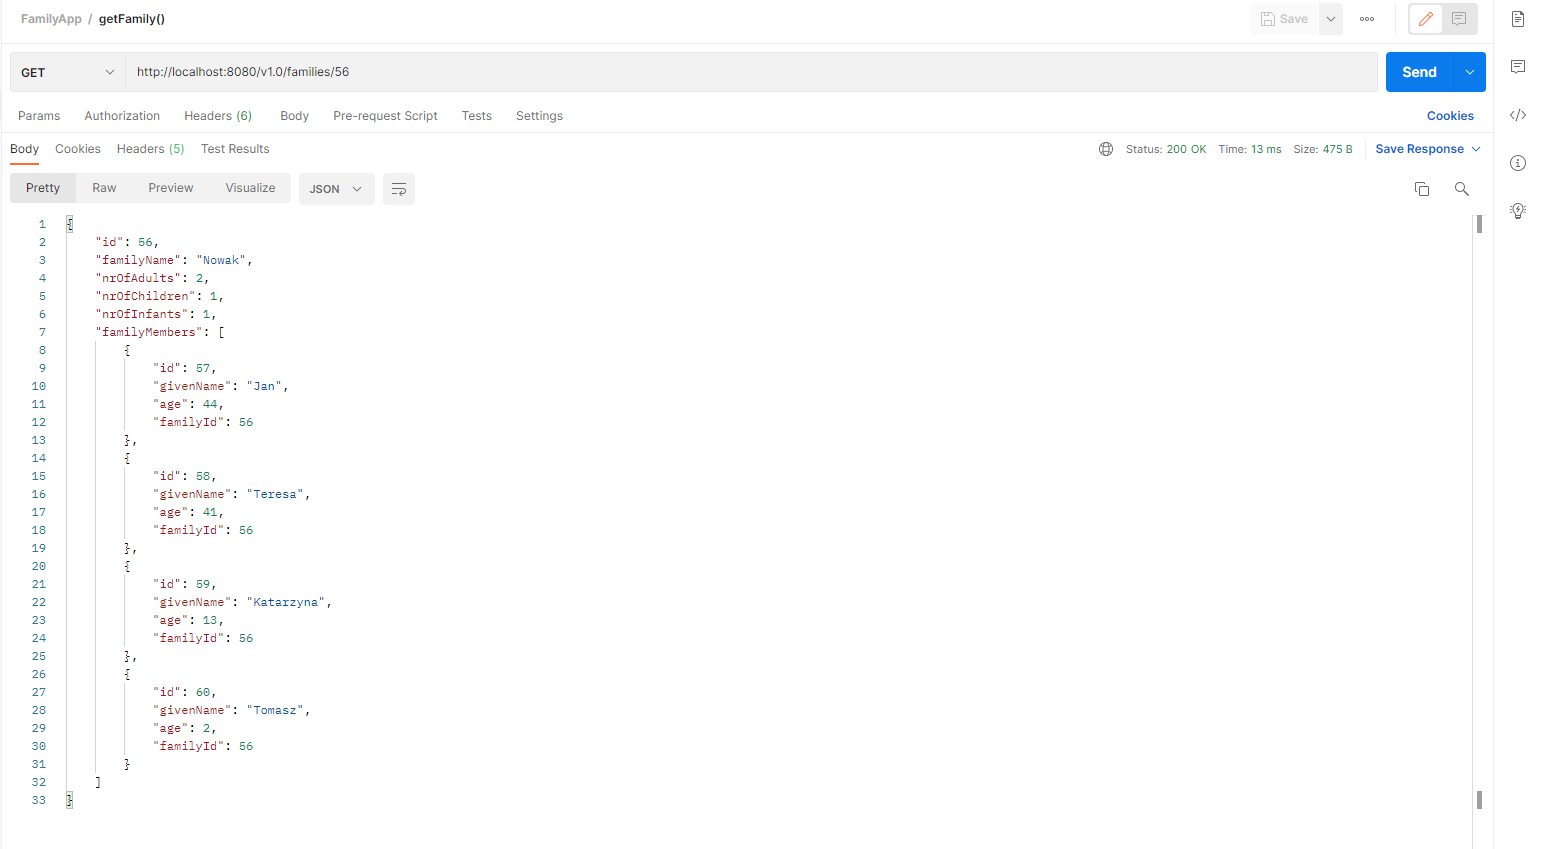 FamilyApp / getFamily()
Save
GET http://localhost:8080/v1.0/families/56 Send
Params Authorization Headers (6) Body Pre-request Script Tests Settings Cookies
Body Cookies Headers (5) Test Results Status: 200 OK Time: 13 ms Size: 475 B Save Response
Pretty Raw Preview Visualize JSON
1 {
2 "id": 56,
3 "familyName": "Nowak",
4 "nrOfAdults": 2,
5 "nrOfChildren": 1,
6 "nrOfInfants": 1,
7 "familyMembers": [
8 {
9 "id": 57,
10 "givenName": "Jan",
11 "age": 44,
12 "familyId": 56
13 },
14 {
15 "id": 58,
16 "givenName": "Teresa",
17 "age": 41,
18 "familyId": 56
19 },
20 {
21 "id": 59,
22 "givenName": "Katarzyna",
23 "age": 13,
24 "familyId": 56
25 },
26 {
27 "id": 60,
28 "givenName": "Tomasz",
29 "age": 2,
30 "familyId": 56
31 }
32 ]
33 }